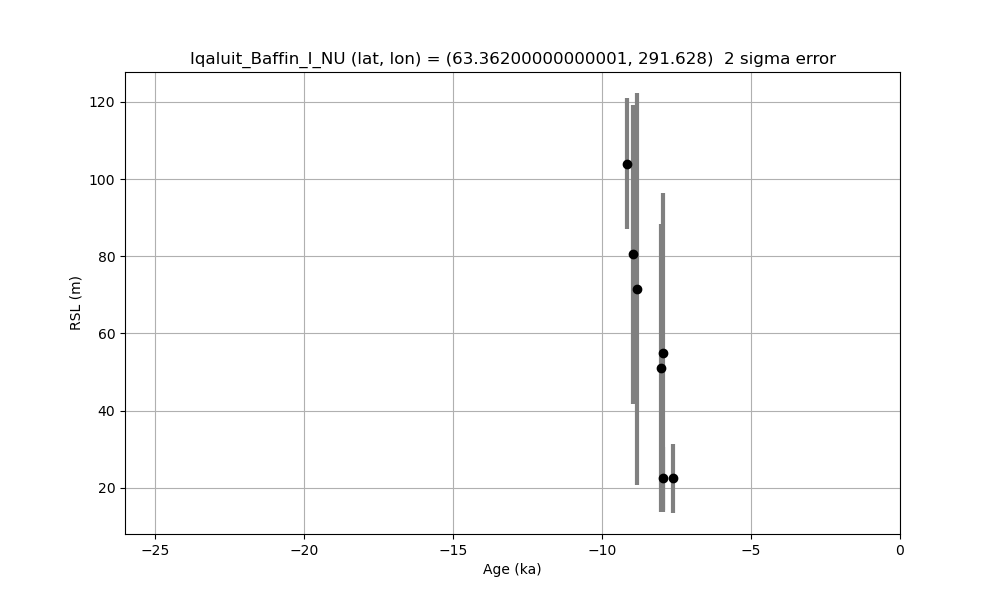 Iqaluit_Baffin_I_NU (lat, lon) = (63.36200000000001, 291.628)  2 sigma error
RSL (m)
120
100
80
60
40
20
−25 −20 −15 −10 −5 0
Age (ka)